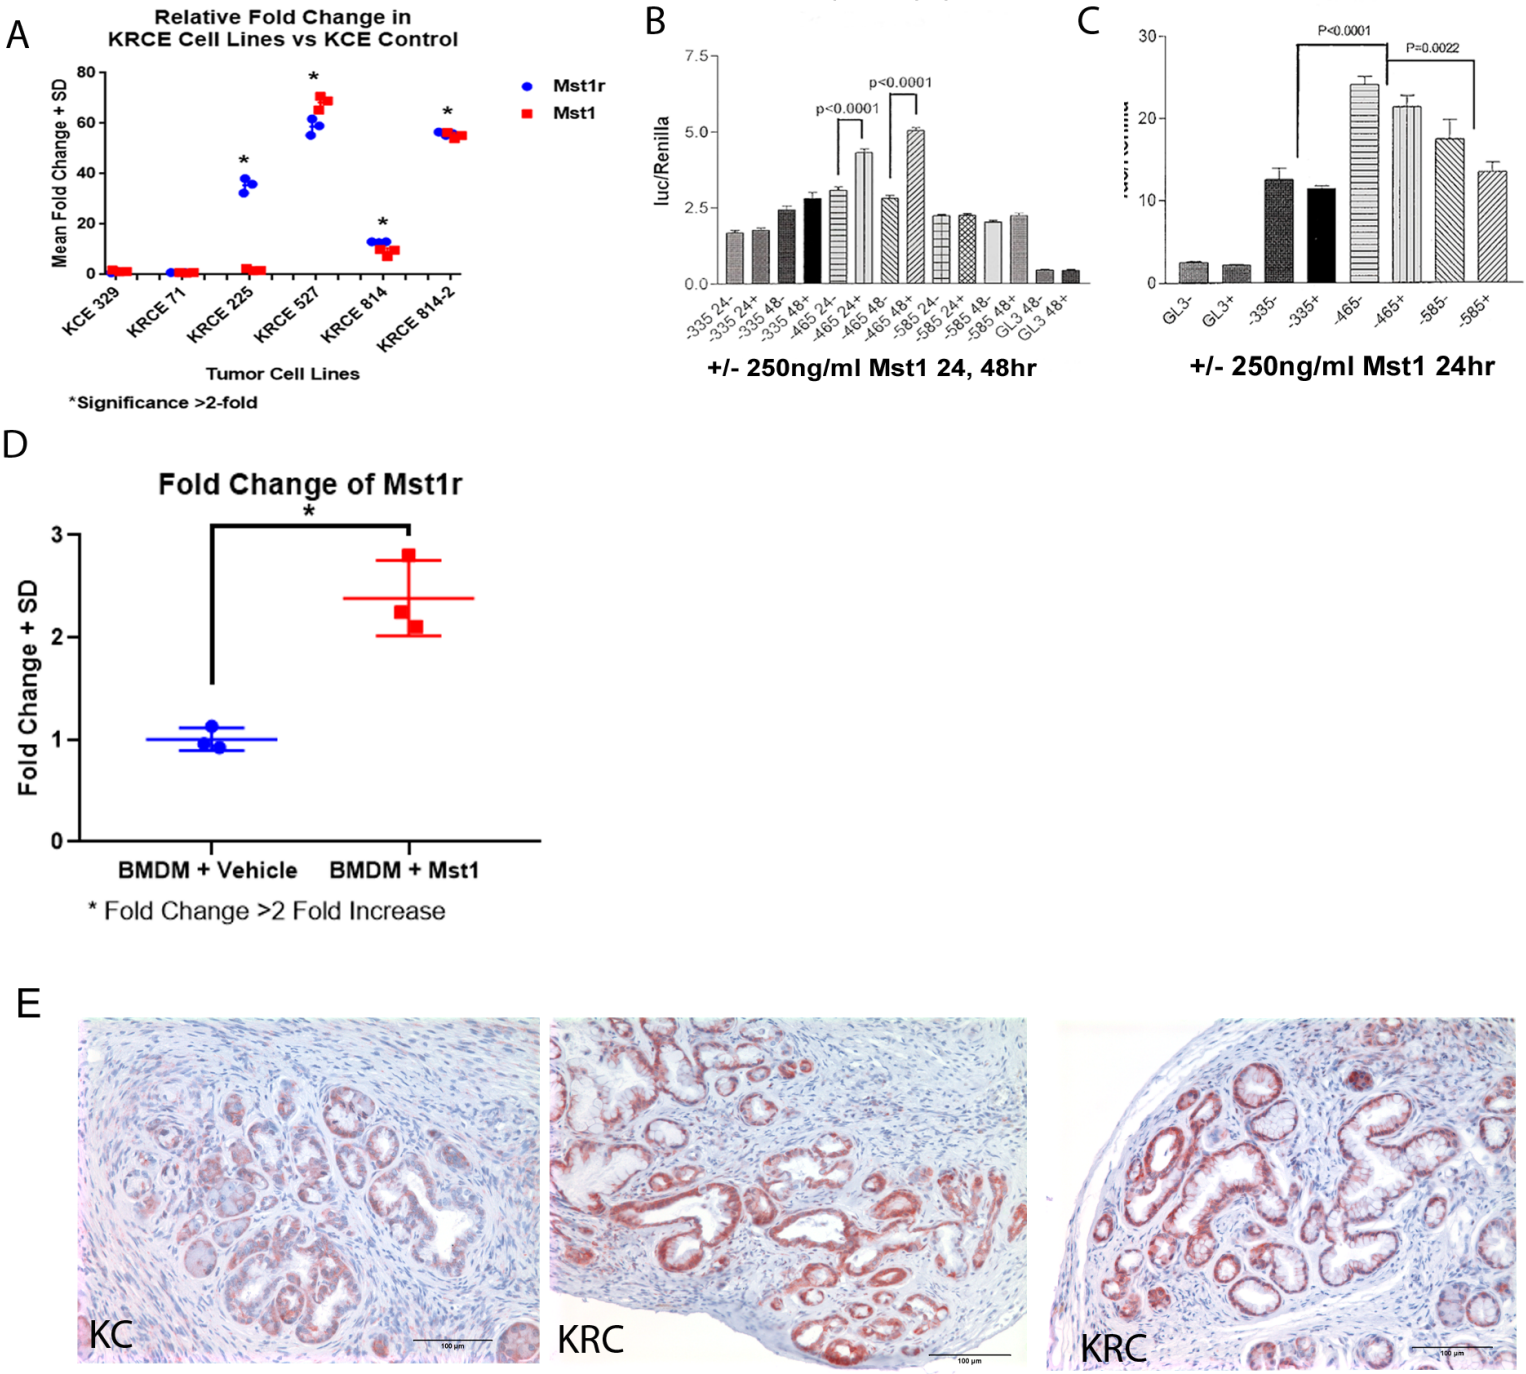 A
Relative Fold Change in
KRCE Cell Lines vs KCE Control
Mean Fold Change + SD
80
60
40
20
0
*
*
*
*
Mst1r
Mst1
KCE 329
KRCE 71
KRCE 225
KRCE 527
KRCE 814
KRCE 814-2
Tumor Cell Lines
*Significance >2-fold
B
luc/Renilla
7.5
5.0
2.5
0.0
p<0.0001
p<0.0001
-335 24-
-335 24+
-335 48-
-335 48+
-465 24-
-465 24+
-465 48-
-465 48+
-585 24-
-585 24+
-585 48-
-585 48+
GL3 48-
GL3 48+
+/- 250ng/ml Mst1 24, 48hr
C
30
20
10
0
P<0.0001
P=0.0022
GL3-
GL3+
-335-
-335+
-465-
-465+
-585-
-585+
+/- 250ng/ml Mst1 24hr
D
Fold Change of Mst1r
*
Fold Change + SD
3
2
1
0
BMDM + Vehicle
BMDM + Mst1
* Fold Change >2 Fold Increase
E
KC
100 µm
KRC
100 µm
KRC
100 µm